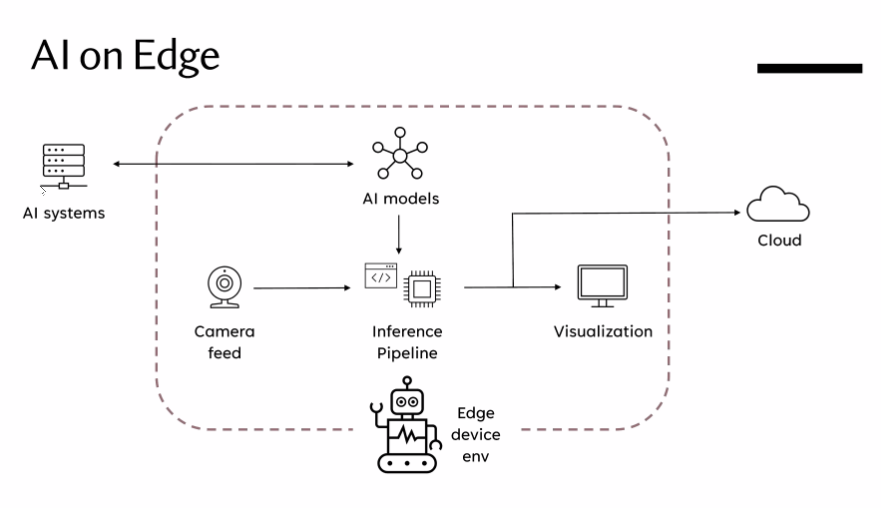 AI on Edge
AI systems
AI models
Cloud
</>
Camera
feed
Inference
Pipeline
Visualization
Edge
device
env